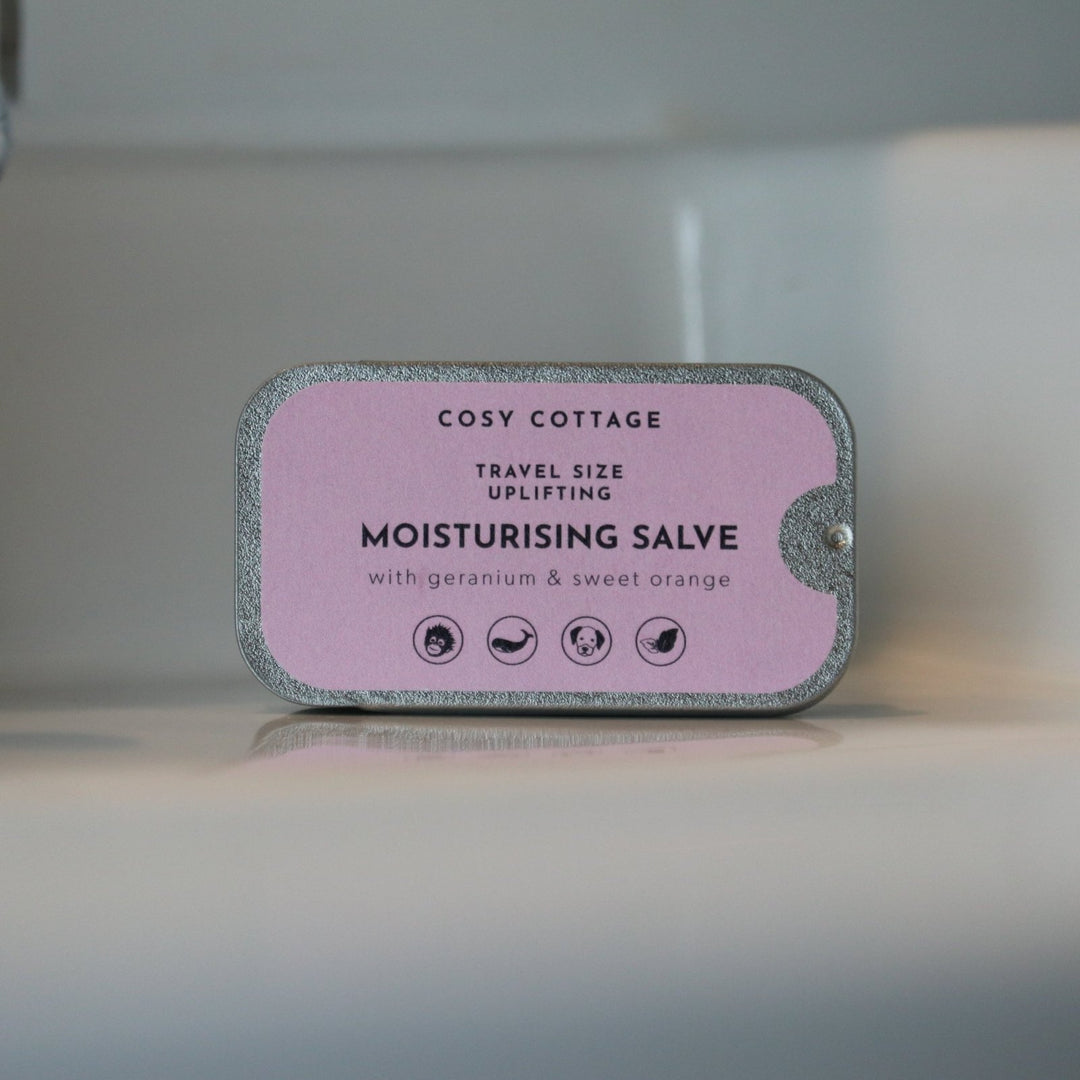 COSY COTTAGE
TRAVEL SIZE
UPLIFTING
MOISTURISING SALVE
with geranium & sweet orange